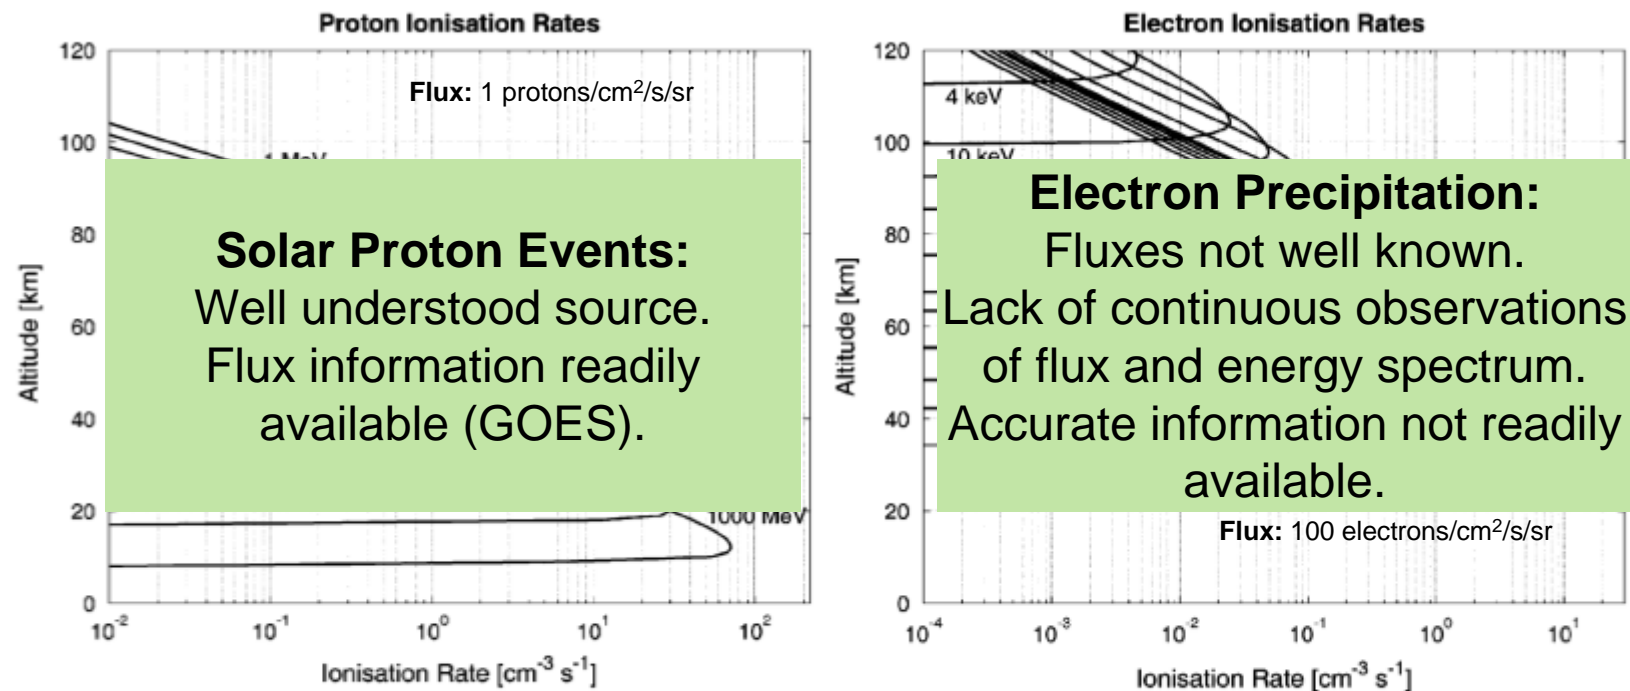 Proton Ionisation Rates
120
100
80
60
40
20
0
Altitude [km]
Flux: 1 protons/cm²/s/sr
1 MeV
Solar Proton Events:
Well understood source.
Flux information readily
available (GOES).
1000 MeV
10⁻² 10⁻¹ 10⁰ 10¹ 10²
Ionisation Rate [cm⁻³ s⁻¹]
Electron Ionisation Rates
120
100
80
60
40
20
0
Altitude [km]
4 keV
10 keV
Electron Precipitation:
Fluxes not well known.
Lack of continuous observations
of flux and energy spectrum.
Accurate information not readily
available.
Flux: 100 electrons/cm²/s/sr
10⁻⁴ 10⁻³ 10⁻² 10⁻¹ 10⁰ 10¹
Ionisation Rate [cm⁻³ s⁻¹]